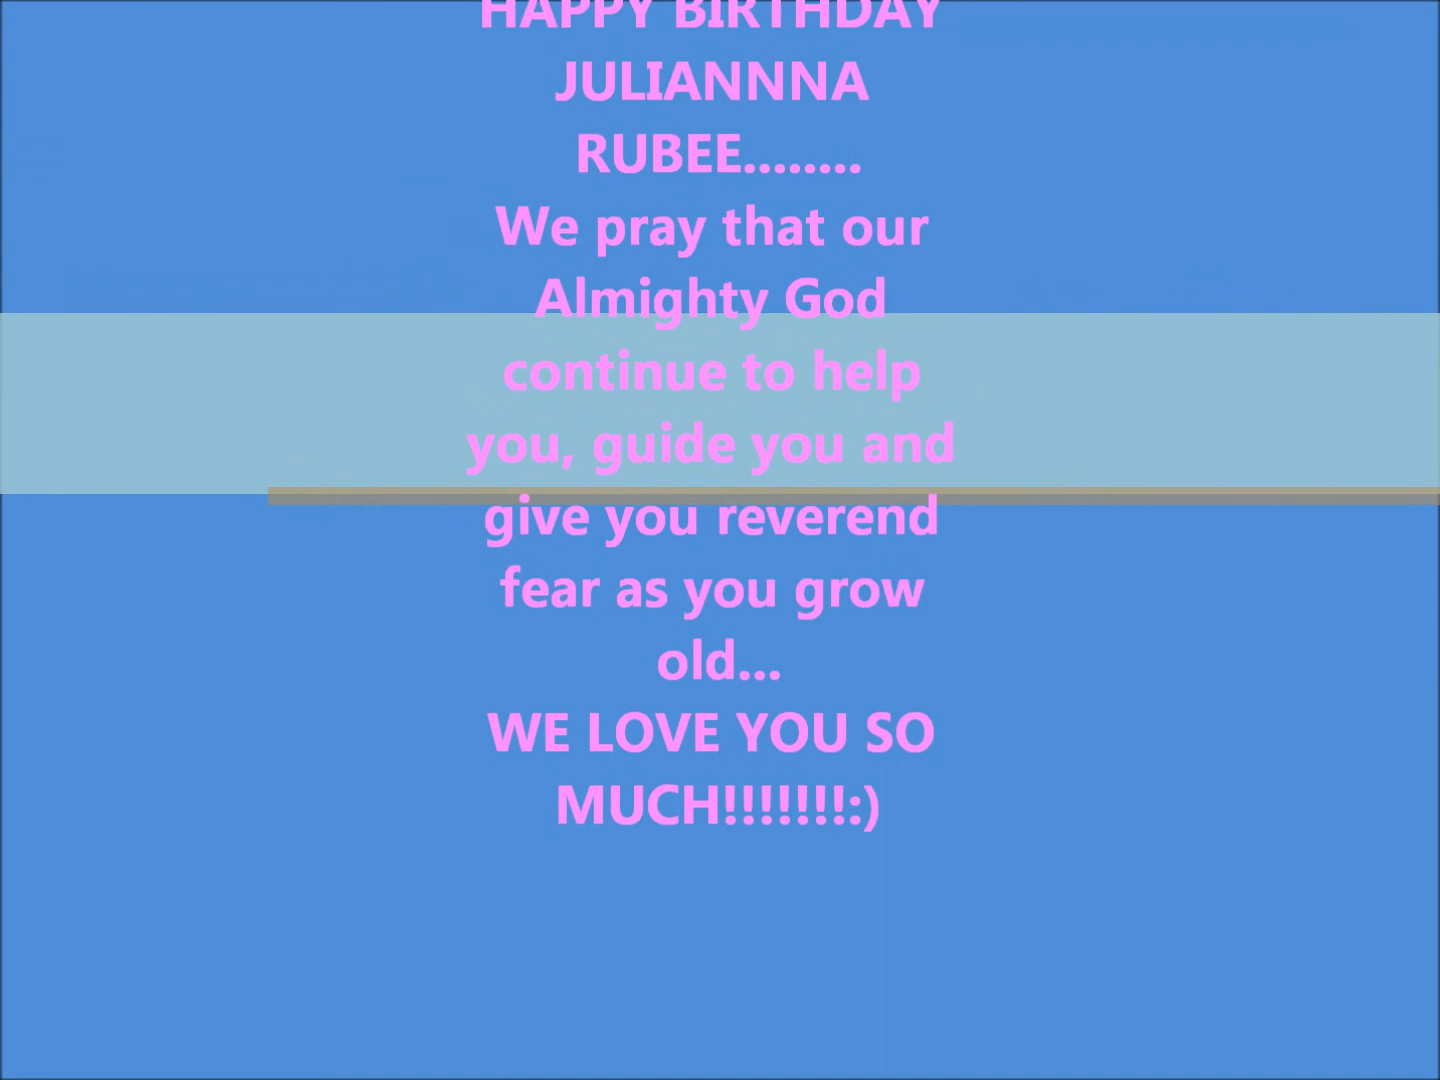 HAPPY BIRTHDAY
JULIANNNA
RUBEE........
We pray that our
Almighty God
continue to help
you, guide you and
give you reverend
fear as you grow
old...
WE LOVE YOU SO
MUCH!!!!!!!:)